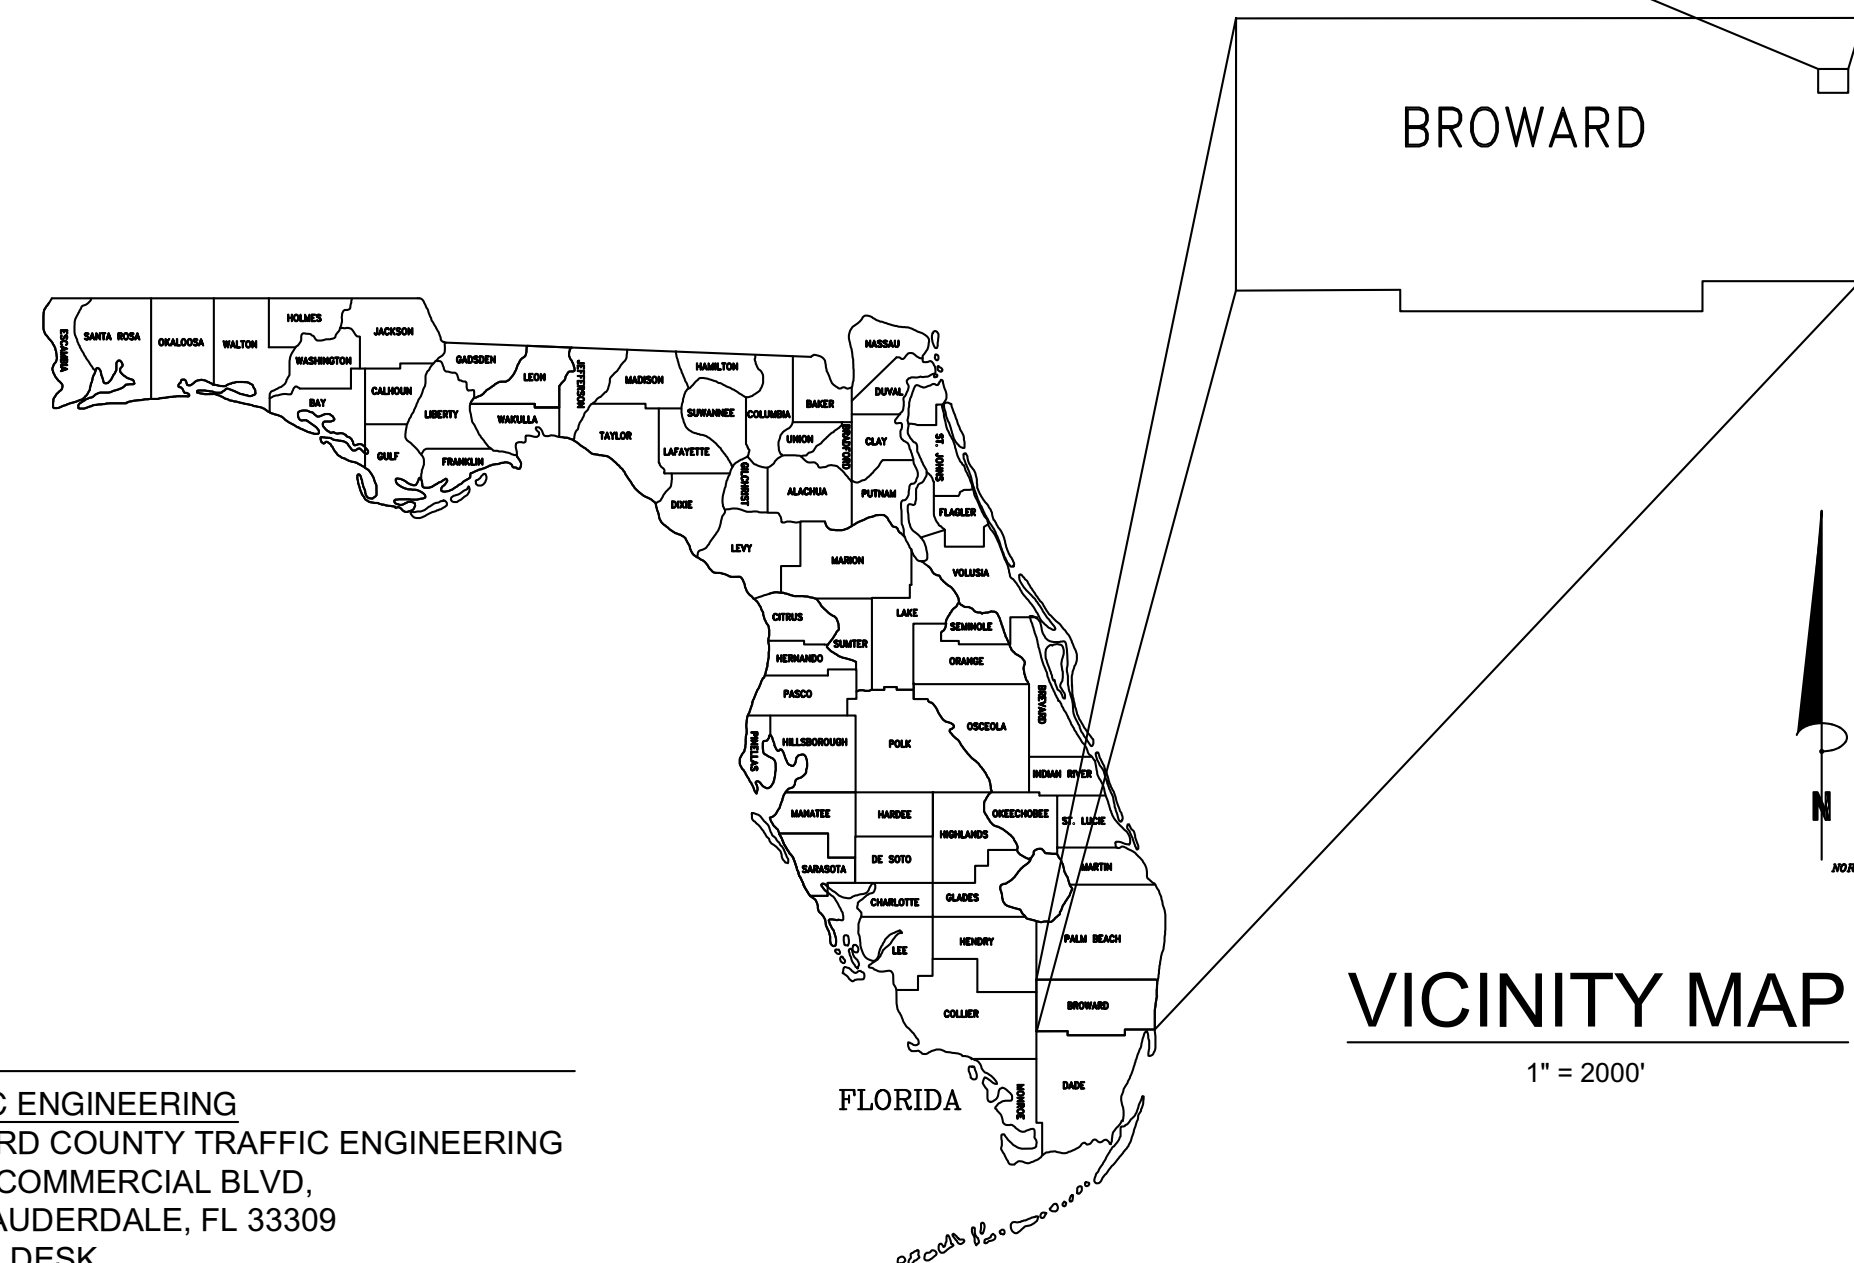 BROWARD
ESCAMBIA
SANTA ROSA
OKALOOSA
WALTON
HOLMES
WASHINGTON
JACKSON
BAY
CALHOUN
GULF
GADSDEN
LIBERTY
FRANKLIN
LEON
WAKULLA
JEFFERSON
MADISON
TAYLOR
HAMILTON
SUWANNEE
LAFAYETTE
DIXIE
COLUMBIA
GILCHRIST
BAKER
UNION
BRADFORD
ALACHUA
NASSAU
DUVAL
CLAY
PUTNAM
ST. JOHNS
FLAGLER
LEVY
MARION
VOLUSIA
CITRUS
SUMTER
LAKE
SEMINOLE
HERNANDO
ORANGE
PASCO
BREVARD
OSCEOLA
PINELLAS
HILLSBOROUGH
POLK
INDIAN RIVER
MANATEE
HARDEE
HIGHLANDS
OKEECHOBEE
ST. LUCIE
SARASOTA
DE SOTO
MARTIN
CHARLOTTE
GLADES
LEE
HENDRY
PALM BEACH
COLLIER
BROWARD
MONROE
DADE
FLORIDA
N
NOR
VICINITY MAP
1" = 2000'
C ENGINEERING
RD COUNTY TRAFFIC ENGINEERING
COMMERCIAL BLVD,
AUDERDALE, FL 33309
DESK